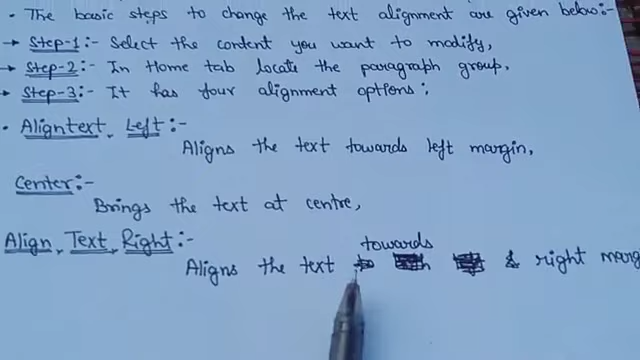 • The basic steps to change the text alignment are given below:-
→ Step-1:- Select the content you want to modify,
→ Step-2:- In Home tab locate the paragraph group,
→ Step-3:- It has four alignment options:
• Aligntext, Left:-
Aligns the text towards left margin,
Center:-
Brings the text at centre,
Align, Text, Right:-
towards
Aligns the text right marg